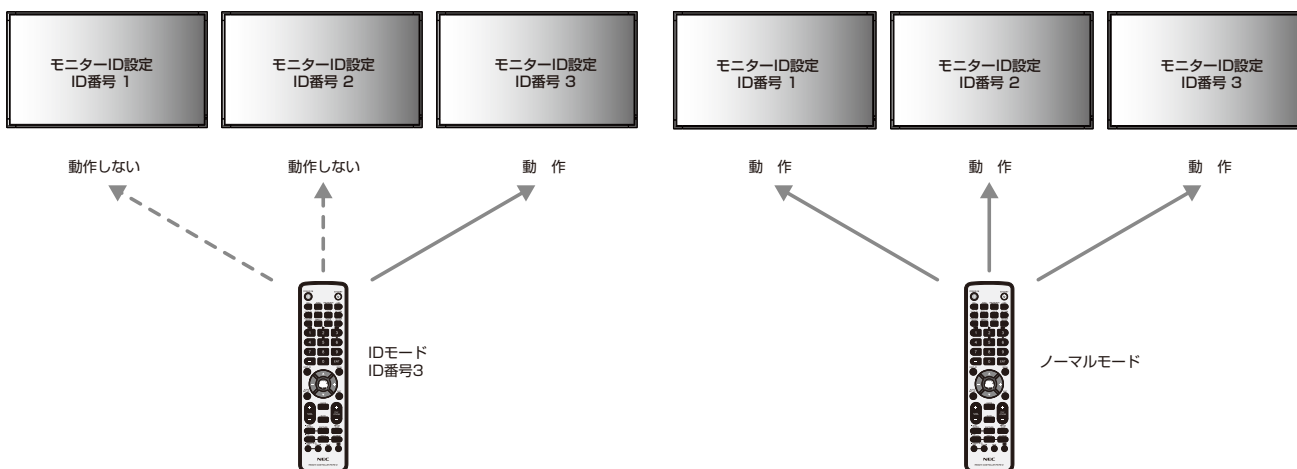 モニターID設定
ID番号 1
モニターID設定
ID番号 2
モニターID設定
ID番号 3
動作しない
動作しない
動 作
IDモード
ID番号3
NEC
モニターID設定
ID番号 1
モニターID設定
ID番号 2
モニターID設定
ID番号 3
動 作
動 作
動 作
ノーマルモード
NEC